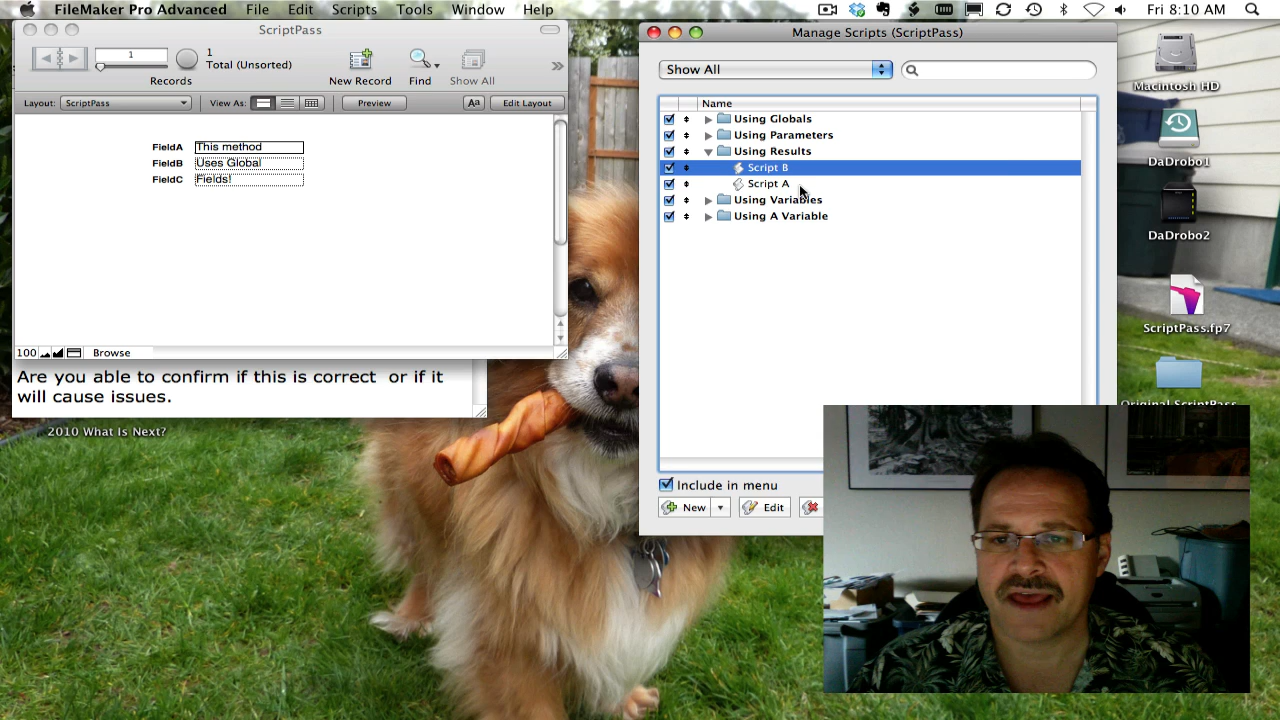 FileMaker Pro Advanced File Edit Scripts Tools Window Help
Fri 8:10 AM
ScriptPass
1
1
Total (Unsorted)
Records
New Record
Find
Show All
Layout: ScriptPass
View As:
Preview
Aa
Edit Layout
FieldA This method
FieldB Uses Global
FieldC Fields!
100
Browse
Are you able to confirm if this is correct or if it
will cause issues.
2010 What Is Next?
Manage Scripts (ScriptPass)
Show All
Name
Using Globals
Using Parameters
Using Results
Script B
Script A
Using Variables
Using A Variable
Include in menu
New
Edit
Macintosh HD
DaDrobo1
DaDrobo2
ScriptPass.fp7
Original ScriptPass